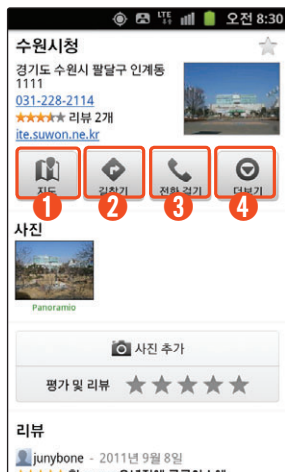 LTE 오전 8:30
수원시청
경기도 수원시 팔달구 인계동
1111
031-228-2114
리뷰 2개
ite.suwon.ne.kr
지도 길찾기 전화 걸기 더보기
1 2 3 4
사진
Panoramio
사진 추가
평가 및 리뷰
리뷰
junybone - 2011년 9월 8일